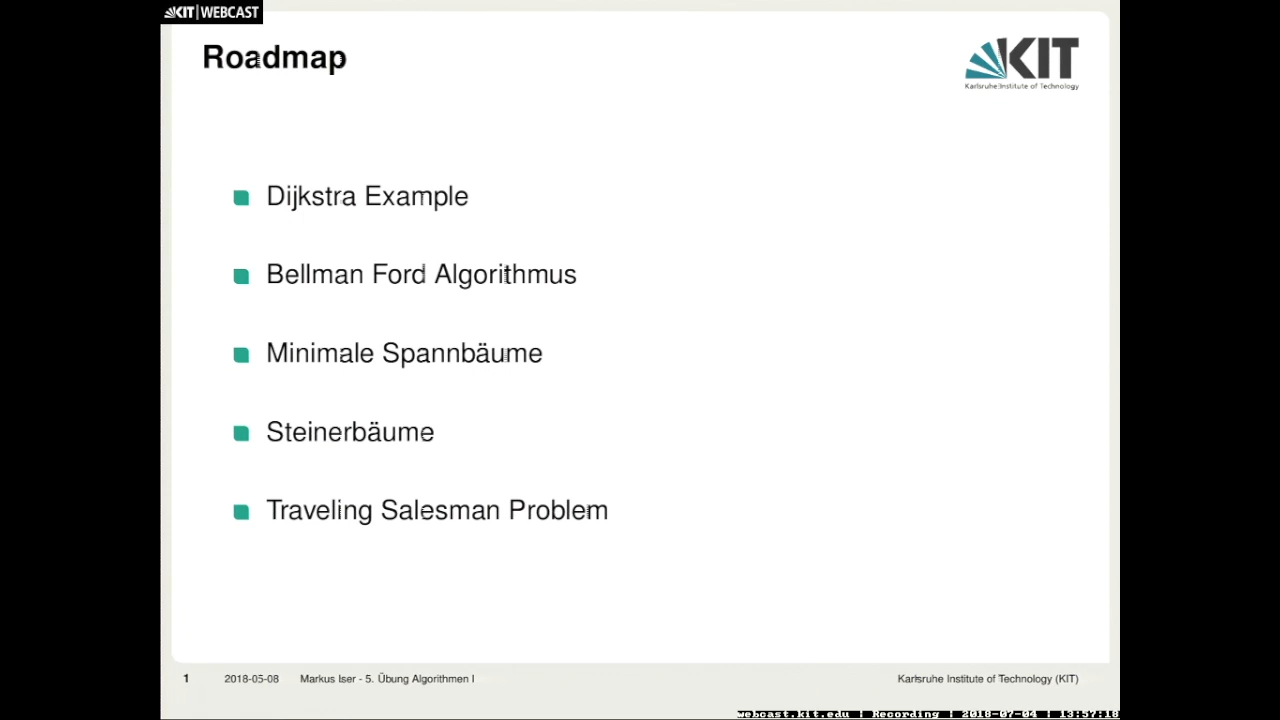 KIT | WEBCAST
Roadmap
KIT
Karlsruhe Institute of Technology
Dijkstra Example
Bellman Ford Algorithmus
Minimale Spannbäume
Steinerbäume
Traveling Salesman Problem
1 2018-05-08 Markus Iser - 5. Übung Algorithmen I Karlsruhe Institute of Technology (KIT)
webcast.kit.edu | Recording | 2018-07-04 | 13:57:18